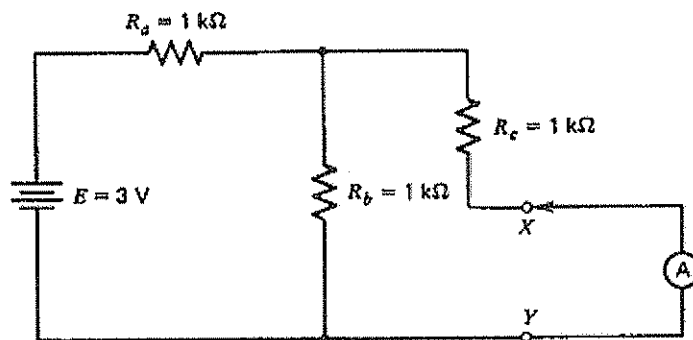 R_a = 1 kΩ
R_c = 1 kΩ
E = 3 V
R_b = 1 kΩ
X
A
Y